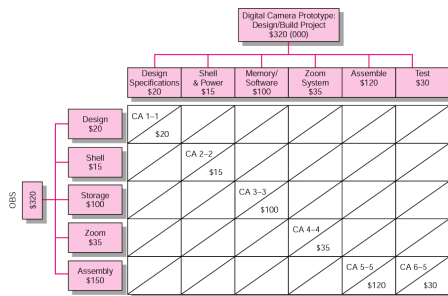 Digital Camera Prototype:
Design/Build Project
$320 (000)
Design
Specifications
$20
Shell
& Power
$15
Memory/
Software
$100
Zoom
System
$35
Assemble
$120
Test
$30
OBS
$320
Design
$20
CA 1–1
$20
Shell
$15
CA 2–2
$15
Storage
$100
CA 3–3
$100
Zoom
$35
CA 4–4
$35
Assembly
$150
CA 5–5
$120
CA 6–5
$30